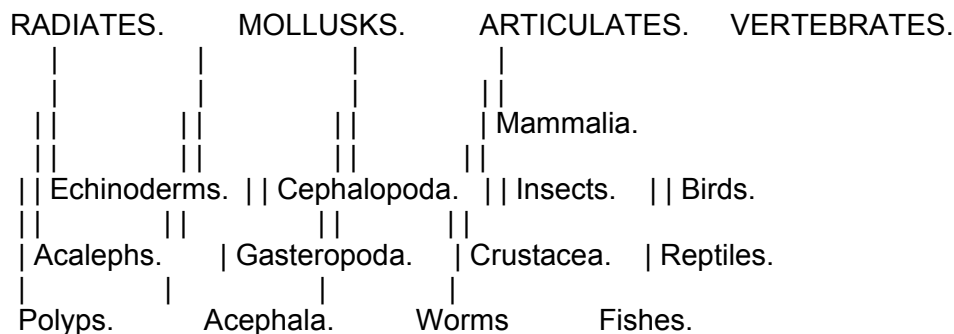 RADIATES. MOLLUSKS. ARTICULATES. VERTEBRATES.
| | | |
| | | | |
| | | | | | | Mammalia.
| | | | | | | |
| | Echinoderms. | | Cephalopoda. | | Insects. | | Birds.
| | | | | | | |
| Acalephs. | Gasteropoda. | Crustacea. | Reptiles.
| | | |
Polyps. Acephala. Worms Fishes.